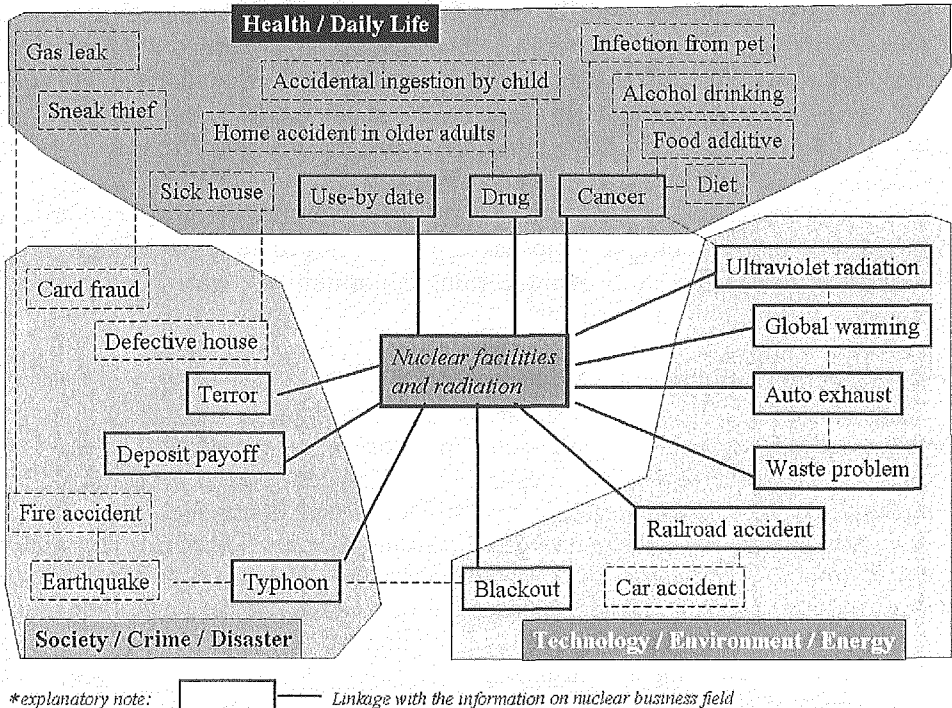 Health / Daily Life
Gas leak
Infection from pet
Accidental ingestion by child
Alcohol drinking
Sneak thief
Home accident in older adults
Food additive
Sick house
Use-by date
Drug
Cancer
Diet
Ultraviolet radiation
Card fraud
Global warming
Defective house
Nuclear facilities
and radiation
Terror
Auto exhaust
Deposit payoff
Waste problem
Fire accident
Railroad accident
Earthquake
Typhoon
Blackout
Car accident
Society / Crime / Disaster
Technology / Environment / Energy
*explanatory note:
Linkage with the information on nuclear business field